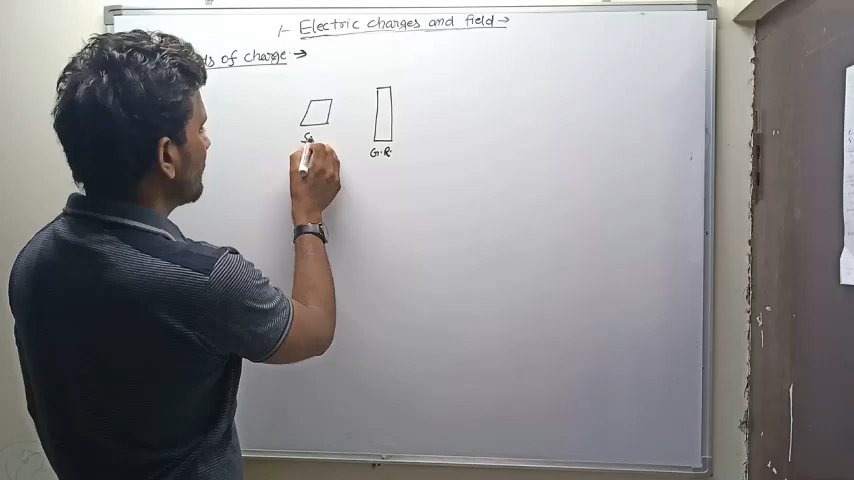 :- Electric charges and field →
of charge →
G.R.